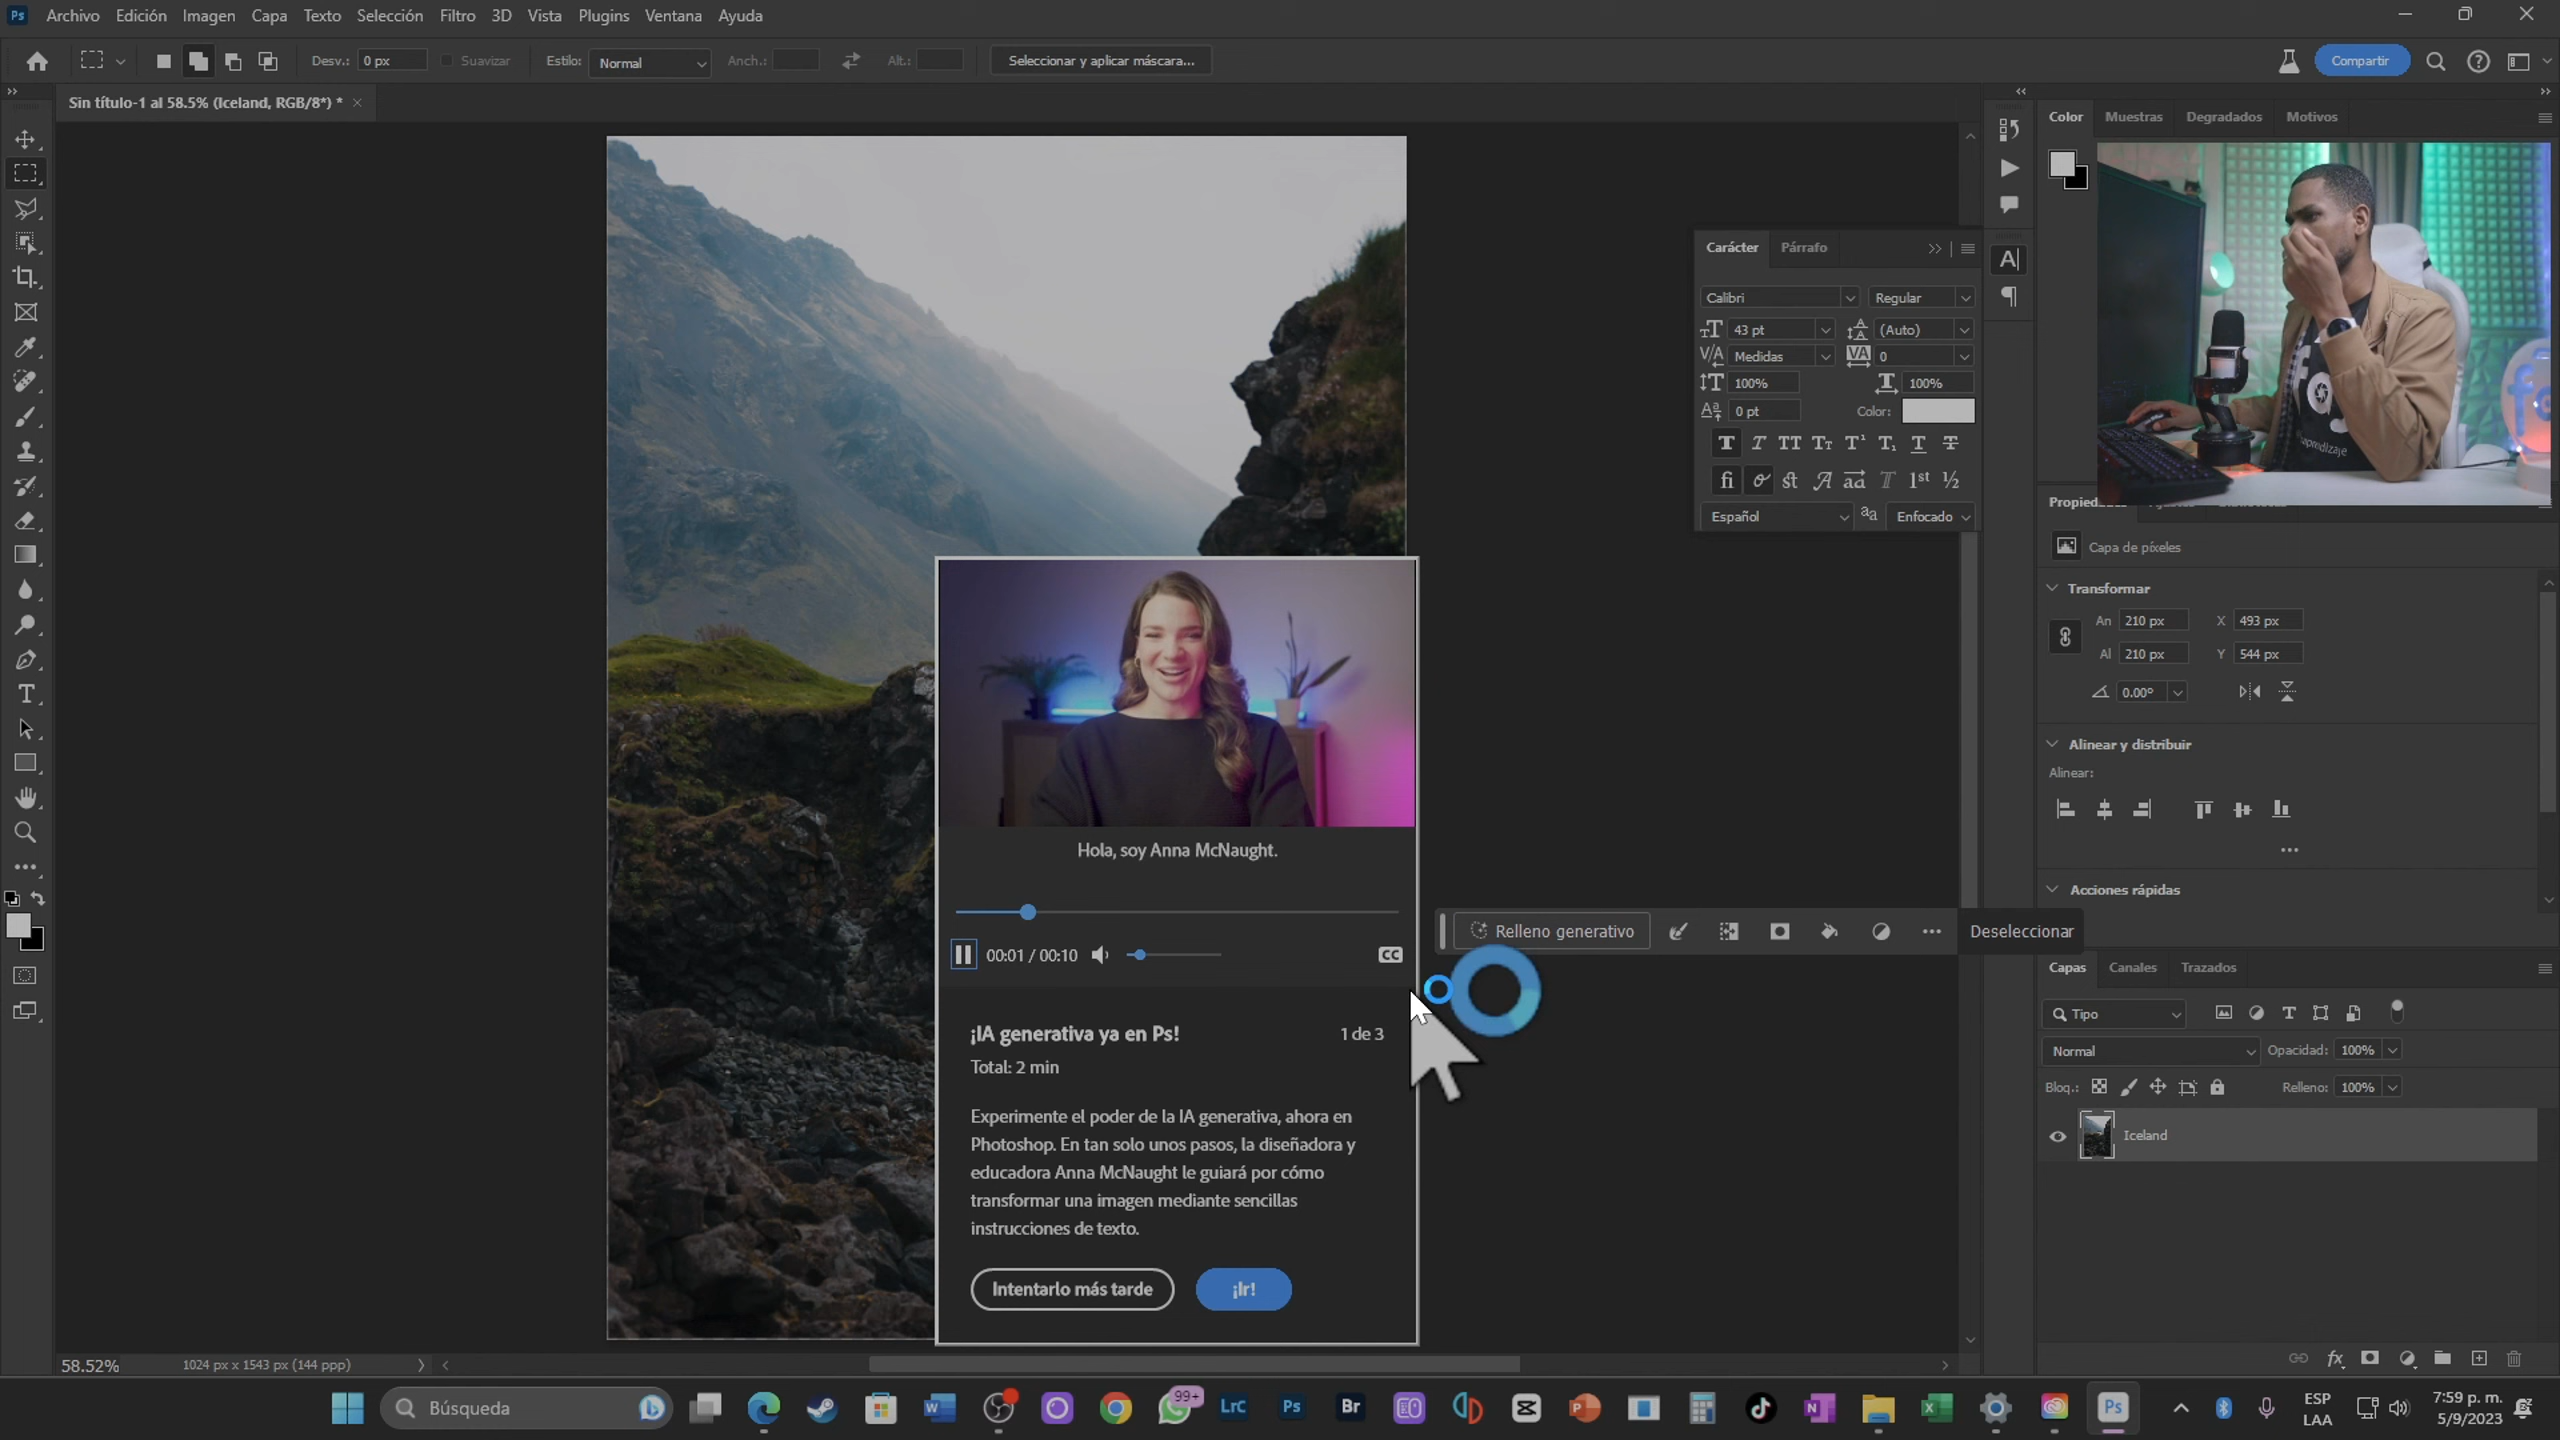 Ps Archivo Edición Imagen Capa Texto Selección Filtro 3D Vista Plugins Ventana Ayuda
Desv.: 0 px Suavizar Estilo: Normal Anch.: Alt.: Seleccionar y aplicar máscara... Compartir
Sin título-1 al 58.5% (Iceland, RGB/8*) *
Color Muestras Degradados Motivos
Carácter Párrafo
Calibri Regular
43 pt (Auto)
Medidas 0
100% 100%
0 pt Color:
Español Enfocado
Capa de píxeles
Transformar
An 210 px X 493 px
Al 210 px Y 544 px
0.00°
Alinear y distribuir
Alinear:
Acciones rápidas
Hola, soy Anna McNaught.
00:01 / 00:10 CC
Relleno generativo Deseleccionar
¡IA generativa ya en Ps! 1 de 3
Total: 2 min
Experimente el poder de la IA generativa, ahora en
Photoshop. En tan solo unos pasos, la diseñadora y
educadora Anna McNaught le guiará por cómo
transformar una imagen mediante sencillas
instrucciones de texto.
Intentarlo más tarde ¡Ir!
Capas Canales Trazados
Tipo
Normal Opacidad: 100%
Bloq.: Relleno: 100%
Iceland
58.52% 1024 px x 1543 px (144 ppp)
Búsqueda 99+ LrC Ps Br Ps
ESP
LAA
7:59 p. m.
5/9/2023